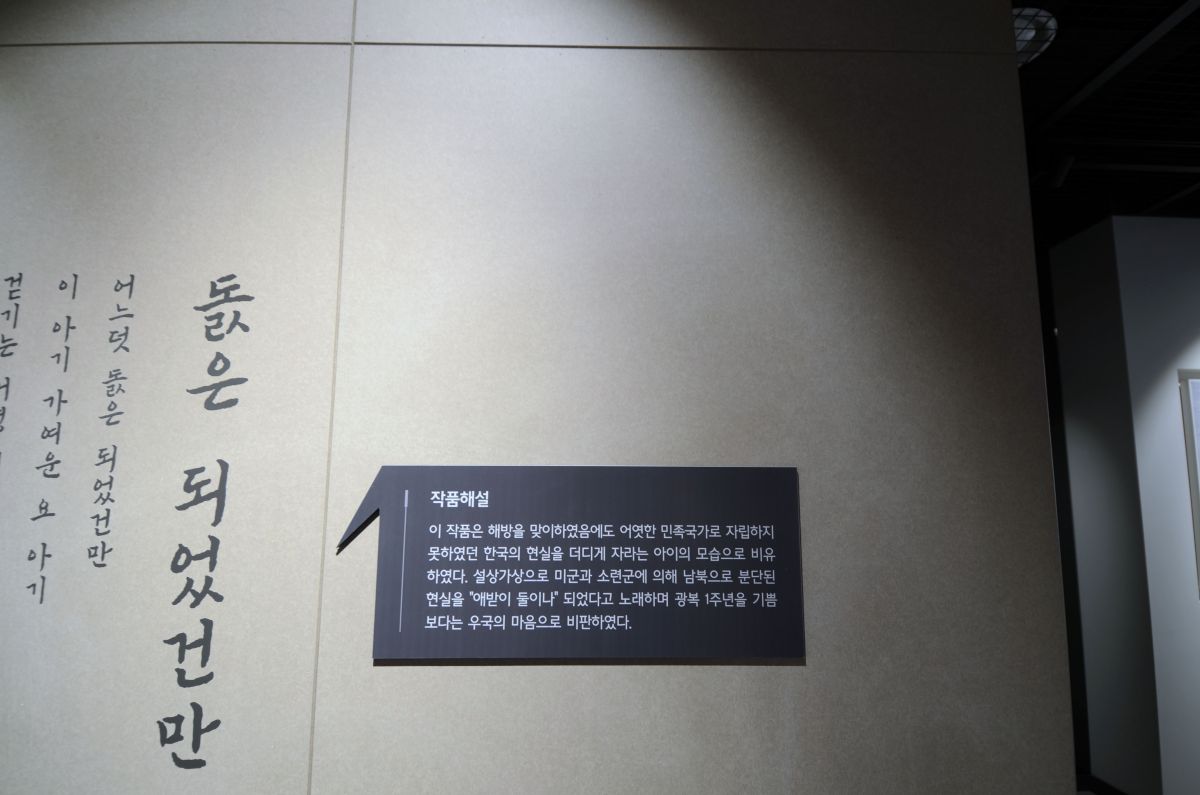 돐은 되었건만
어느덧 돐은 되었건만
이 아기 가여운 요 아기
걷기는
작품해설
이 작품은 해방을 맞이하였음에도 어엿한 민족국가로 자립하지
못하였던 한국의 현실을 더디게 자라는 아이의 모습으로 비유
하였다. 설상가상으로 미군과 소련군에 의해 남북으로 분단된
현실을 "애받이 둘이나" 되었다고 노래하며 광복 1주년을 기쁨
보다는 우국의 마음으로 비판하였다.